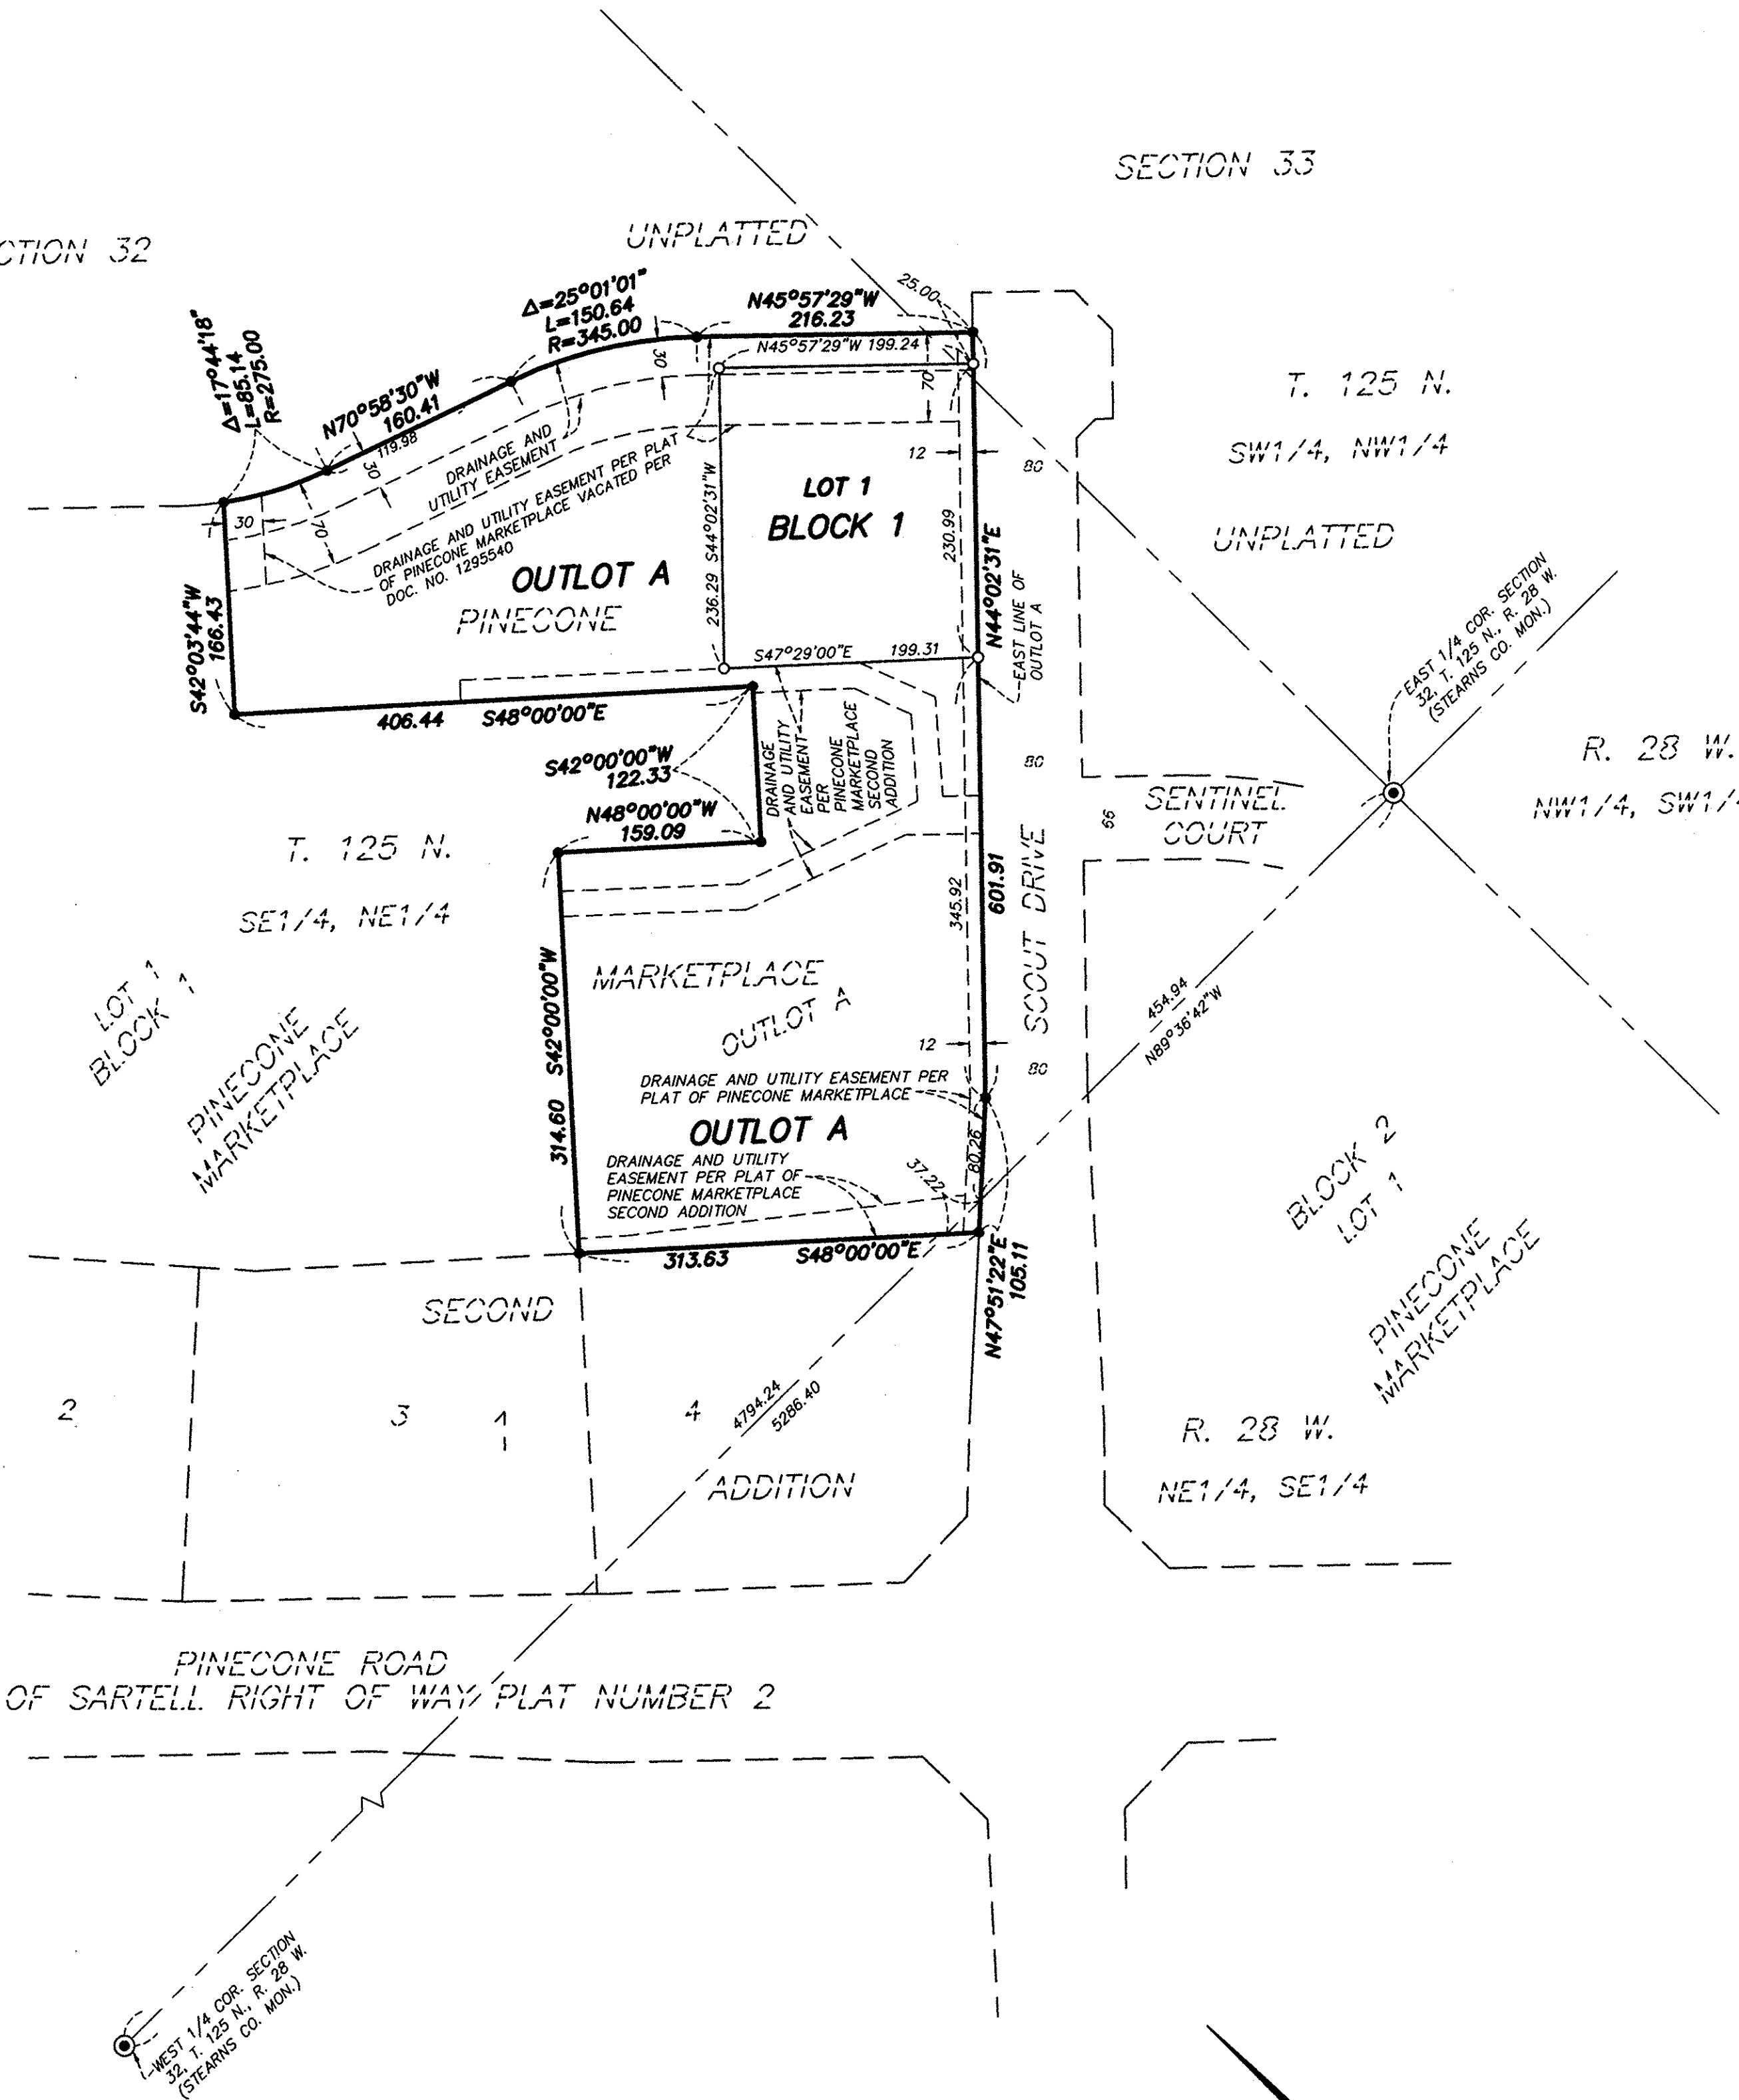 SECTION 33
UNPLATTED
CTION 32
25.00
Δ=25°01'01"
L=150.64
R=345.00
N45°57'29"W
216.23
N45°57'29"W 199.24
Δ=17°44'18"
L=85.14
R=275.00
N70°58'30"W
160.41
119.98
30
30
70
30
70
DRAINAGE AND
UTILITY EASEMENT
DRAINAGE AND UTILITY EASEMENT PER PLAT
OF PINECONE MARKETPLACE VACATED PER
DOC. NO. 1295540
T. 125 N.
SW1/4, NW1/4
UNPLATTED
12
80
LOT 1
BLOCK 1
230.99
236.29 S44°02'31"W
N44°02'31"E
EAST LINE OF
OUTLOT A
OUTLOT A
PINECONE
S42°03'44"W
166.43
S47°29'00"E 199.31
406.44 S48°00'00"E
S42°00'00"W
122.33
N48°00'00"W
159.09
DRAINAGE
AND UTILITY
EASEMENT
PER
PINECONE
MARKETPLACE
SECOND
ADDITION
EAST 1/4 COR. SECTION
32, T. 125 N., R. 28 W.
(STEARNS CO. MON.)
R. 28 W.
NW1/4, SW1/4
80
SENTINEL
COURT
66
T. 125 N.
SE1/4, NE1/4
601.91
345.92
SCOUT DRIVE
LOT 1
BLOCK 1
PINECONE
MARKETPLACE
314.60 S42°00'00"W
MARKETPLACE
OUTLOT A
454.94
N89°36'42"W
12
80
DRAINAGE AND UTILITY EASEMENT PER
PLAT OF PINECONE MARKETPLACE
OUTLOT A
DRAINAGE AND UTILITY
EASEMENT PER PLAT OF
PINECONE MARKETPLACE
SECOND ADDITION
37.22
80.26
313.63 S48°00'00"E
N47°51'22"E
105.11
BLOCK 2
LOT 1
PINECONE
MARKETPLACE
SECOND
2
3
1
4
4794.24
5286.40
ADDITION
R. 28 W.
NE1/4, SE1/4
PINECONE ROAD
OF SARTELL RIGHT OF WAY PLAT NUMBER 2
WEST 1/4 COR. SECTION
32, T. 125 N., R. 28 W.
(STEARNS CO. MON.)